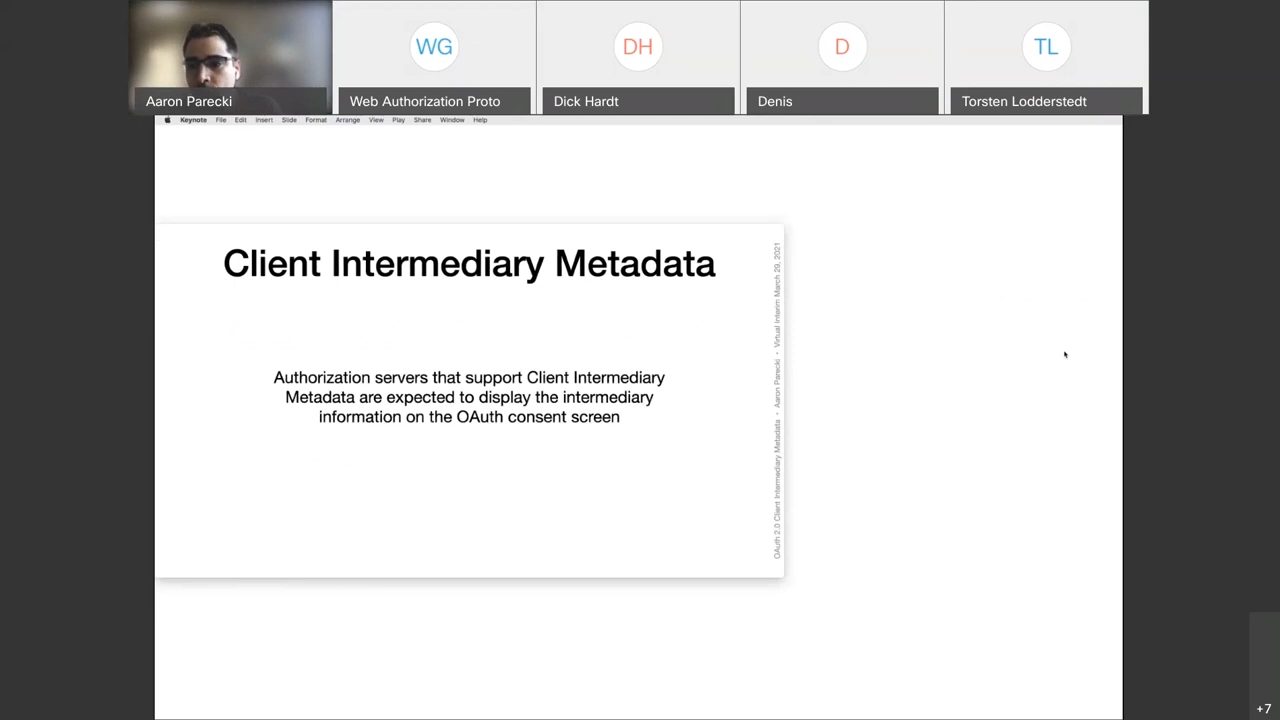 WG
DH
D
TL
Aaron Parecki
Web Authorization Proto
Dick Hardt
Denis
Torsten Lodderstedt
Keynote File Edit Insert Slide Format Arrange View Play Share Window Help
Client Intermediary Metadata
Authorization servers that support Client Intermediary
Metadata are expected to display the intermediary
information on the OAuth consent screen
OAuth 2.0 Client Intermediary Metadata • Aaron Parecki • Virtual Interim March 29, 2021
+7